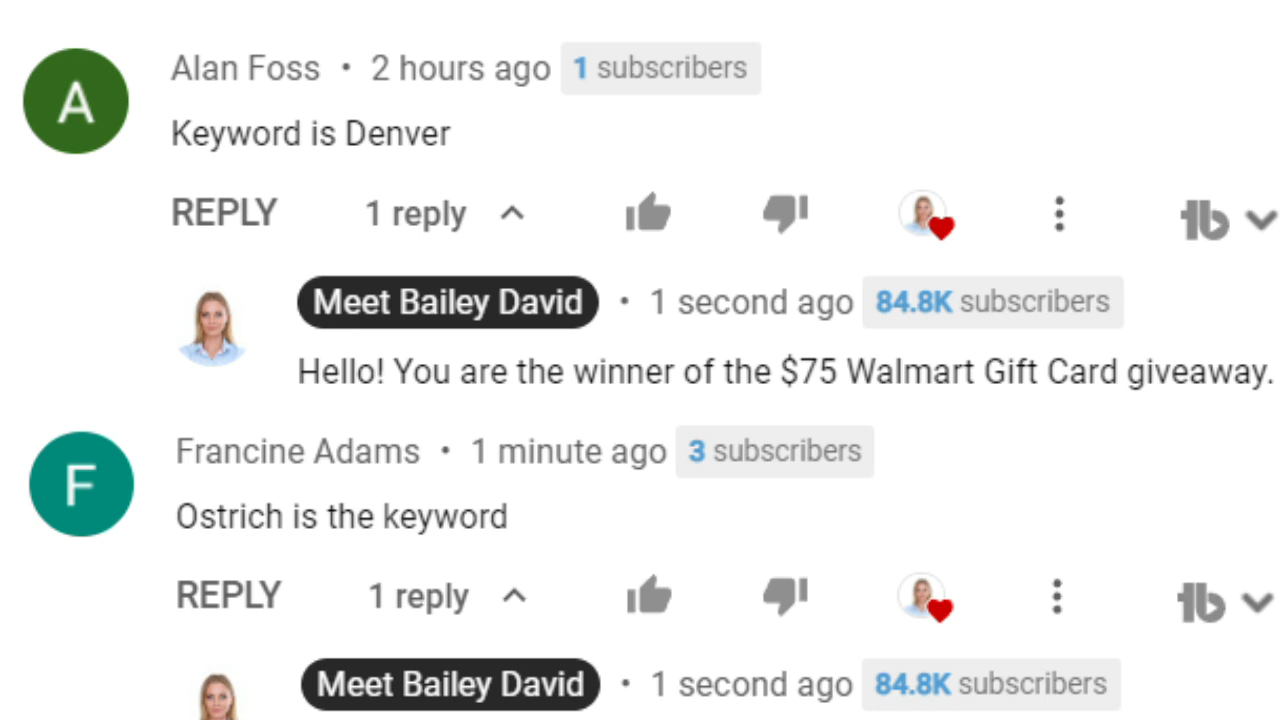 A
Alan Foss • 2 hours ago 1 subscribers
Keyword is Denver
REPLY 1 reply
Meet Bailey David • 1 second ago 84.8K subscribers
Hello! You are the winner of the $75 Walmart Gift Card giveaway.
F
Francine Adams • 1 minute ago 3 subscribers
Ostrich is the keyword
REPLY 1 reply
Meet Bailey David • 1 second ago 84.8K subscribers